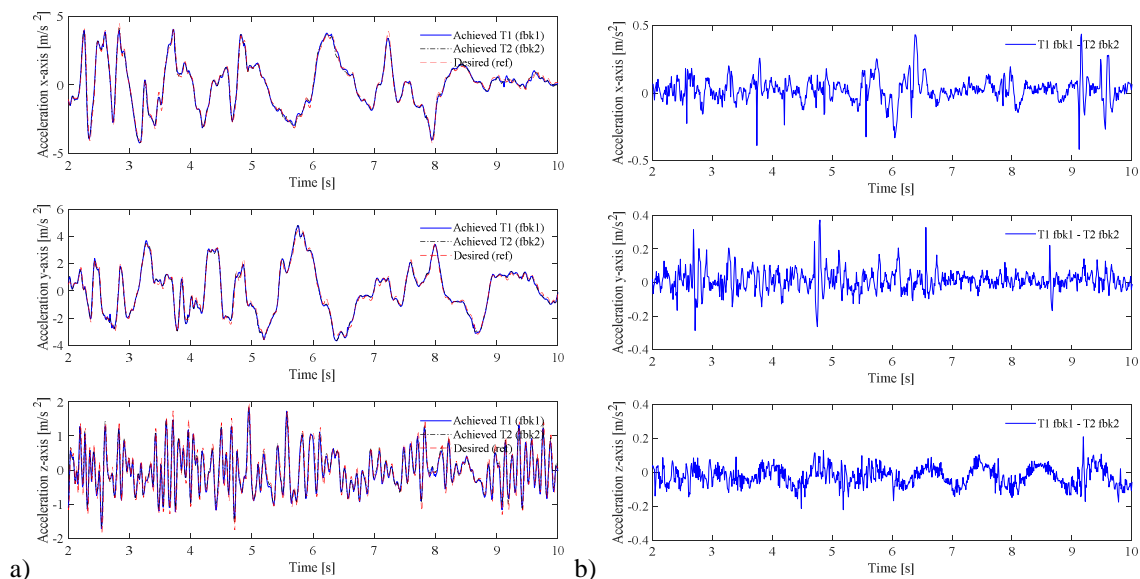 Acceleration x-axis [m/s^2]
5
0
-5
2 3 4 5 6 7 8 9 10
Time [s]
Achieved T1 (fbk1)
Achieved T2 (fbk2)
Desired (ref)
Acceleration y-axis [m/s^2]
6
4
2
0
-2
-4
2 3 4 5 6 7 8 9 10
Time [s]
Achieved T1 (fbk1)
Achieved T2 (fbk2)
Desired (ref)
Acceleration z-axis [m/s^2]
2
1
0
-1
-2
2 3 4 5 6 7 8 9 10
Time [s]
Achieved T1 (fbk1)
Achieved T2 (fbk2)
Desired (ref)
a)
Acceleration x-axis [m/s^2]
0.5
0
-0.5
2 3 4 5 6 7 8 9 10
Time [s]
T1 fbk1 - T2 fbk2
Acceleration y-axis [m/s^2]
0.4
0.2
0
-0.2
-0.4
2 3 4 5 6 7 8 9 10
Time [s]
T1 fbk1 - T2 fbk2
Acceleration z-axis [m/s^2]
0.4
0.2
0
-0.2
-0.4
2 3 4 5 6 7 8 9 10
Time [s]
T1 fbk1 - T2 fbk2
b)